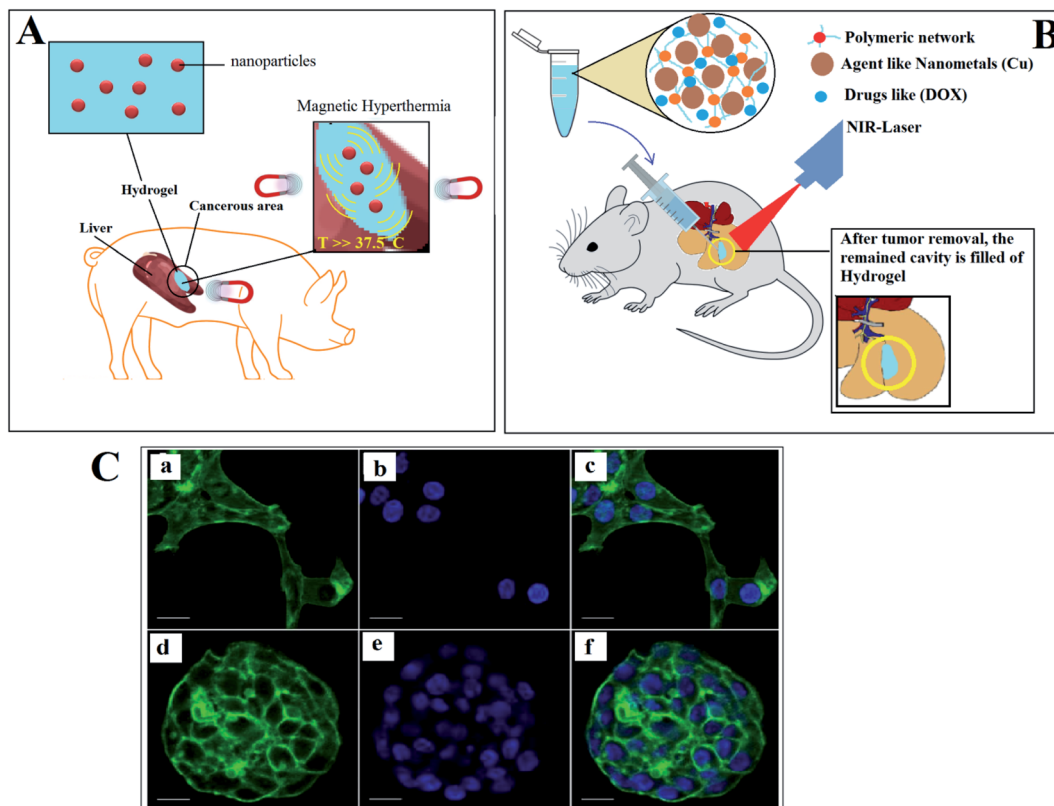 A
nanoparticles
Magnetic Hyperthermia
Hydrogel
Cancerous area
Liver
T >> 37.5 C
B
Polymeric network
Agent like Nanometals (Cu)
Drugs like (DOX)
NIR-Laser
After tumor removal, the
remained cavity is filled of
Hydrogel
C
a
b
c
d
e
f